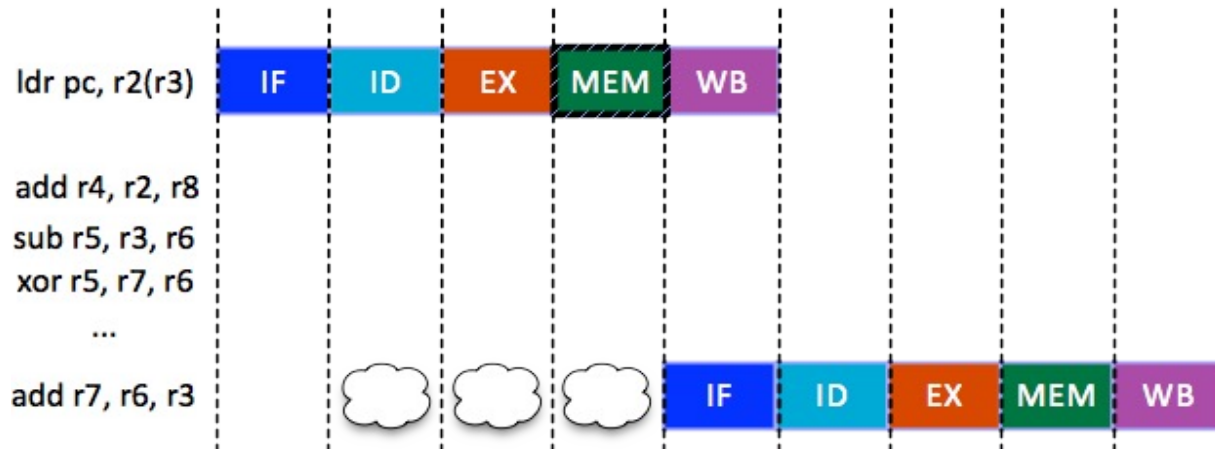 ldr pc, r2(r3) IF ID EX MEM WB
add r4, r2, r8
sub r5, r3, r6
xor r5, r7, r6
...
add r7, r6, r3 IF ID EX MEM WB